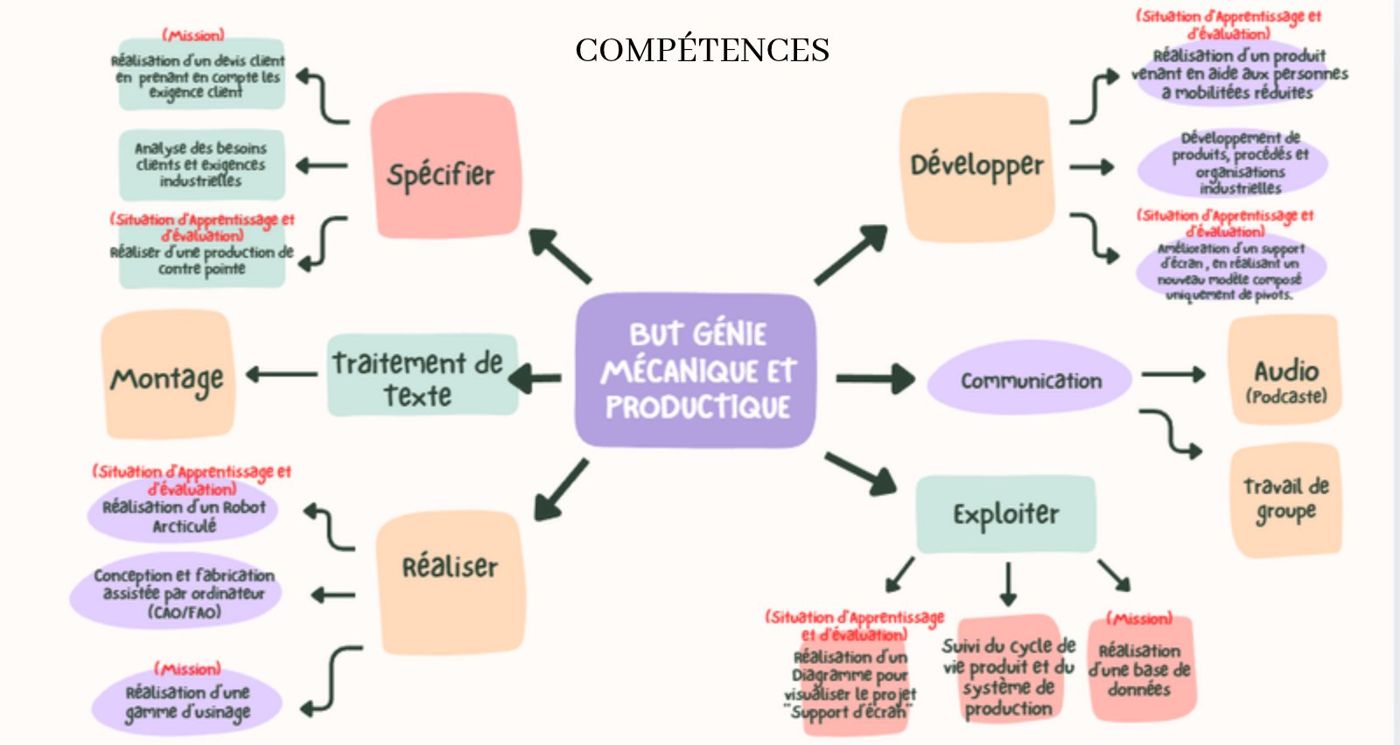 COMPÉTENCES
(Mission)
Réalisation d'un devis client
en prenant en compte les
exigence client
Analyse des besoins
clients et exigences
industrielles
(Situation d'Apprentissage et
d'évaluation)
Réaliser d'une production de
contre pointe
Spécifier
Développer
(Situation d'Apprentissage et
d'évaluation)
Réalisation d'un produit
venant en aide aux personnes
a mobilitées réduites
Développement de
produits, procédés et
organisations
industrielles
(Situation d'Apprentissage et
d'évaluation)
Amélioration d'un support
d'écran , en réalisant un
nouveau modèle composé
uniquement de pivots.
Montage
Traitement de
Texte
BUT GÉNIE
MÉCANIQUE ET
PRODUCTIQUE
Communication
Audio
(Podcaste)
Travail de
groupe
(Situation d'Apprentissage et
d'évaluation)
Réalisation d'un Robot
Arcticulé
Conception et fabrication
assistée par ordinateur
(CAO/FAO)
(Mission)
Réalisation d'une
gamme d'usinage
Réaliser
Exploiter
(Situation d'Apprentissage
et d'évaluation)
Réalisation d'un
Diagramme pour
visualiser le projet
"Support d'écran"
Suivi du cycle de
vie produit et du
système de
production
(Mission)
Réalisation
d'une base de
données